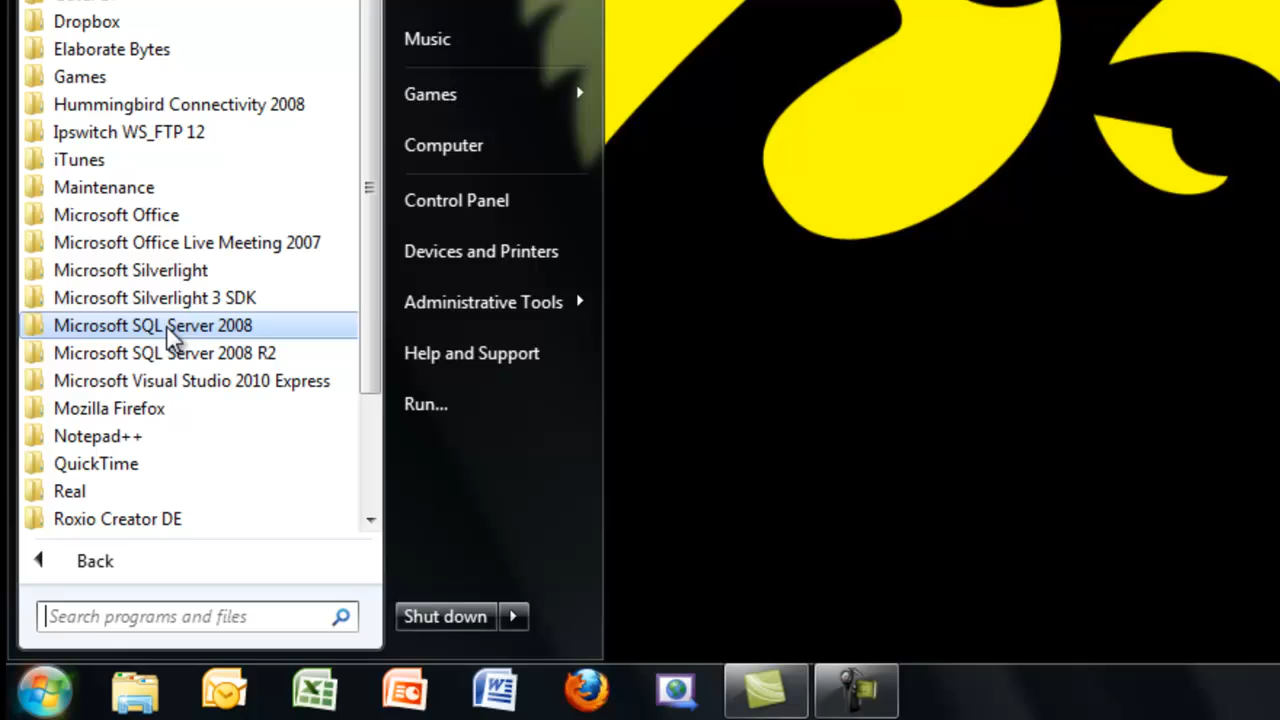 Dropbox
Elaborate Bytes
Games
Hummingbird Connectivity 2008
Ipswitch WS_FTP 12
iTunes
Maintenance
Microsoft Office
Microsoft Office Live Meeting 2007
Microsoft Silverlight
Microsoft Silverlight 3 SDK
Microsoft SQL Server 2008
Microsoft SQL Server 2008 R2
Microsoft Visual Studio 2010 Express
Mozilla Firefox
Notepad++
QuickTime
Real
Roxio Creator DE
Back
Search programs and files
Music
Games
Computer
Control Panel
Devices and Printers
Administrative Tools
Help and Support
Run...
Shut down